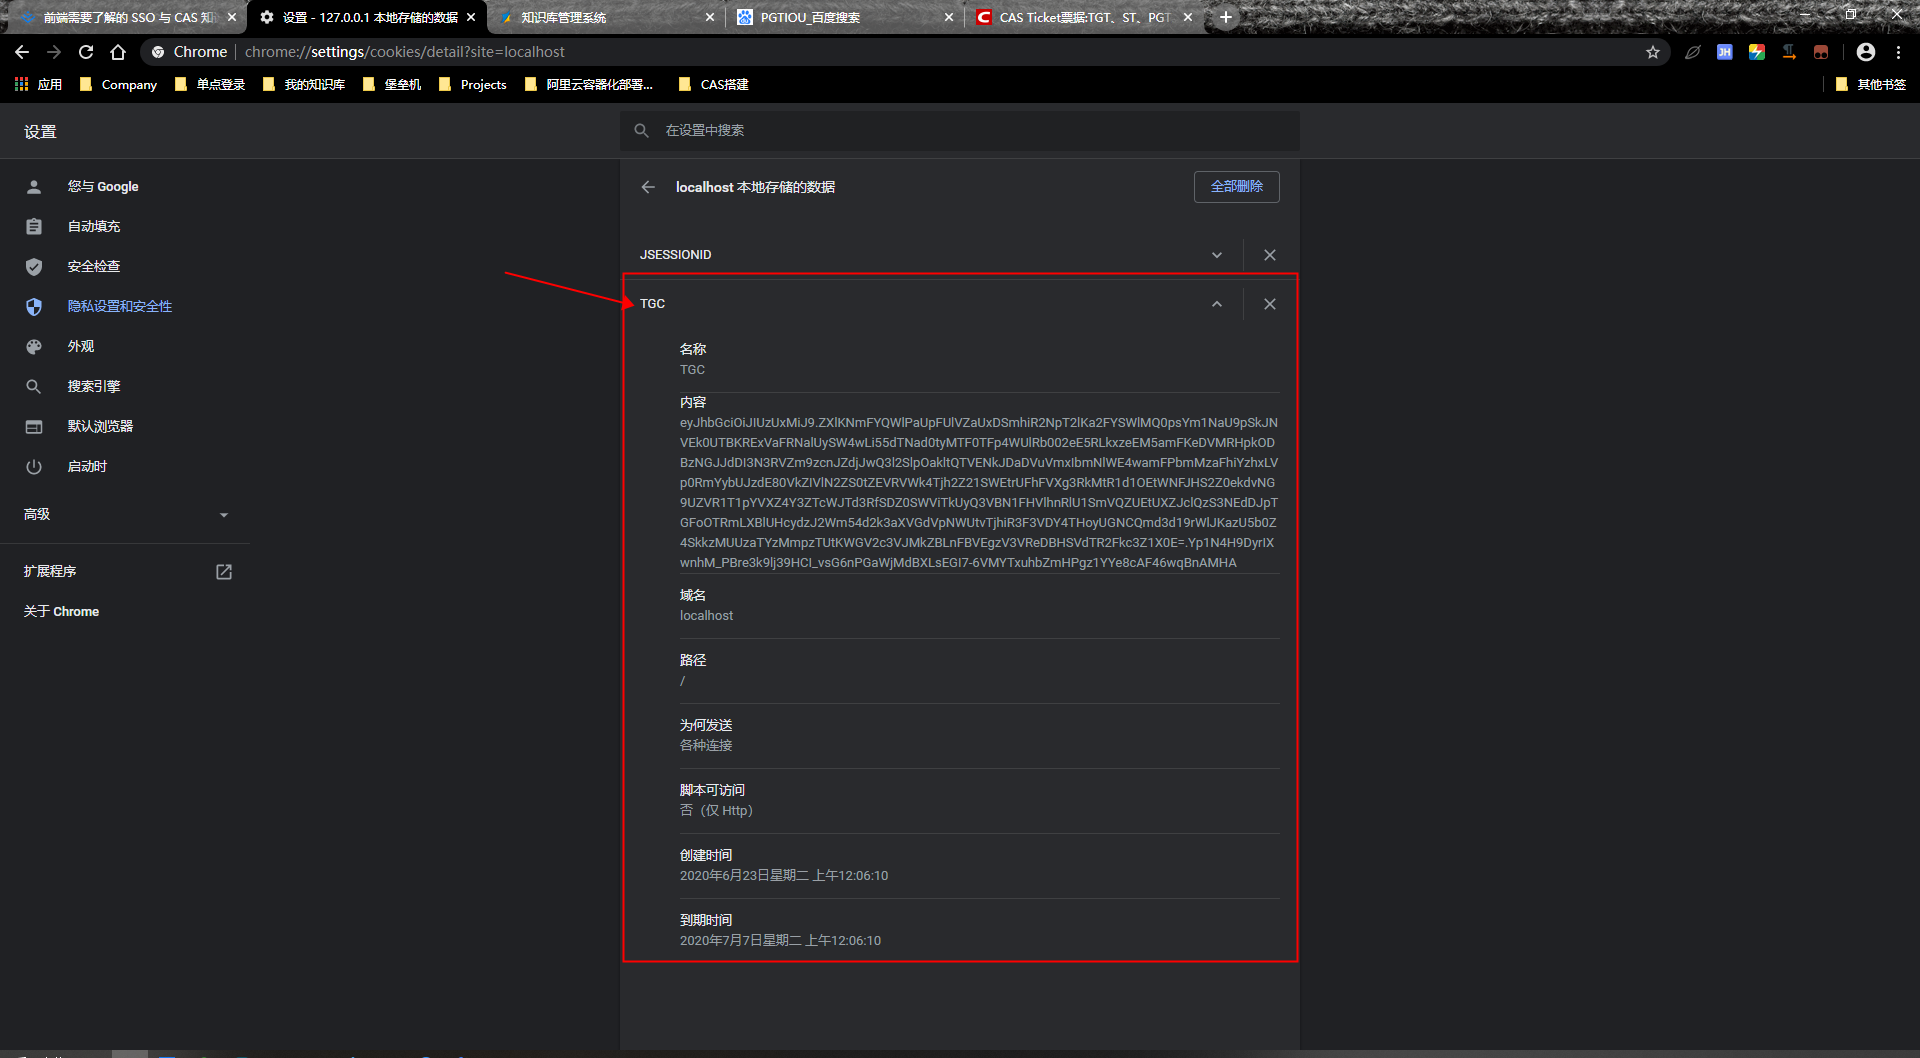 前端需要了解的 SSO 与 CAS 知
设置 - 127.0.0.1 本地存储的数据
知识库管理系统
PGTIOU_百度搜索
CAS Ticket票据:TGT、ST、PGT
Chrome
chrome://settings/cookies/detail?site=localhost
应用
Company
单点登录
我的知识库
堡垒机
Projects
阿里云容器化部署...
CAS搭建
其他书签
设置
在设置中搜索
您与 Google
自动填充
安全检查
隐私设置和安全性
外观
搜索引擎
默认浏览器
启动时
高级
扩展程序
关于 Chrome
localhost 本地存储的数据
全部删除
JSESSIONID
TGC
名称
TGC
内容
eyJhbGciOiJIUzUxMiJ9.ZXlKNmFYQWlPaUpFUlVZaUxDSmhiR2NpT2lKa2FYSWlMQ0psYm1NaU9pSkJN
VEk0UTBKRExVaFRNalUySW4wLi55dTNad0tyMTF0TFp4WUlRb002eE5RLkxzeEM5amFKeDVMRHpkOD
BzNGJJdDI3N3RVZm9zcnJZdjJwQ3l2SlpOakltQTVENkJDaDVuVmxIbmNlWE4wamFPbmMzaFhiYzhxLV
p0RmYybUJzdE80VkZIVlN2ZS0tZEVRVWk4Tjh2Z21SWEtrUFhFVXg3RkMtR1d1OEtWNFJHS2Z0ekdvNG
9UZVR1T1pYVXZ4Y3ZTcWJTd3RfSDZ0SWViTkUyQ3VBN1FHVlhnRlU1SmVQZUEtUXZJclQzS3NEdDJpT
GFoOTRmLXBlUHcydzJ2Wm54d2k3aXVGdVpNWUtvTjhiR3F3VDY4THoyUGNCQmd3d19rWlJKazU5b0Z
4SkkzMUUzaTYzMmpzTUtKWGV2c3VJMkZBLnFBVEgzV3VReDBHSVdTR2Fkc3Z1X0E=.Yp1N4H9DyrIX
wnhM_PBre3k9lj39HCI_vsG6nPGaWjMdBXLsEGI7-6VMYTxuhbZmHPgz1YYe8cAF46wqBnAMHA
域名
localhost
路径
/
为何发送
各种连接
脚本可访问
否（仅 Http）
创建时间
2020年6月23日星期二 上午12:06:10
到期时间
2020年7月7日星期二 上午12:06:10